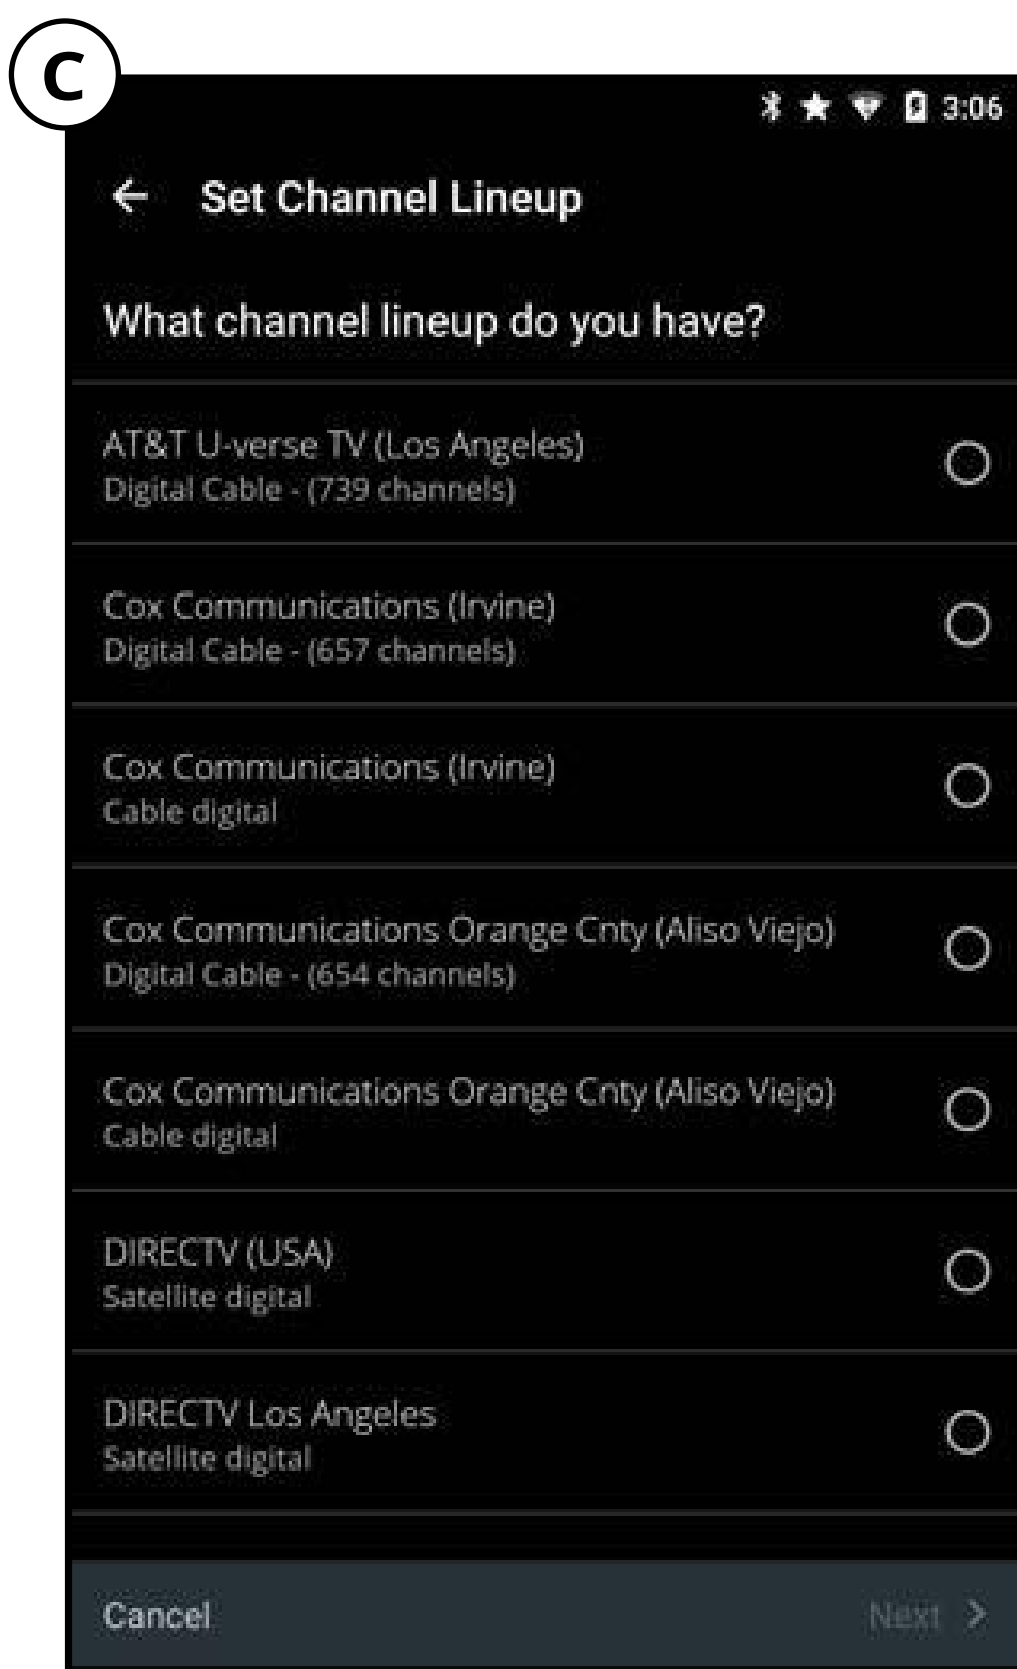 C
3:06
Set Channel Lineup
What channel lineup do you have?
AT&T U-verse TV (Los Angeles)
Digital Cable - (739 channels)
Cox Communications (Irvine)
Digital Cable - (657 channels)
Cox Communications (Irvine)
Cable digital
Cox Communications Orange Cnty (Aliso Viejo)
Digital Cable - (654 channels)
Cox Communications Orange Cnty (Aliso Viejo)
Cable digital
DIRECTV (USA)
Satellite digital
DIRECTV Los Angeles
Satellite digital
Cancel
Next